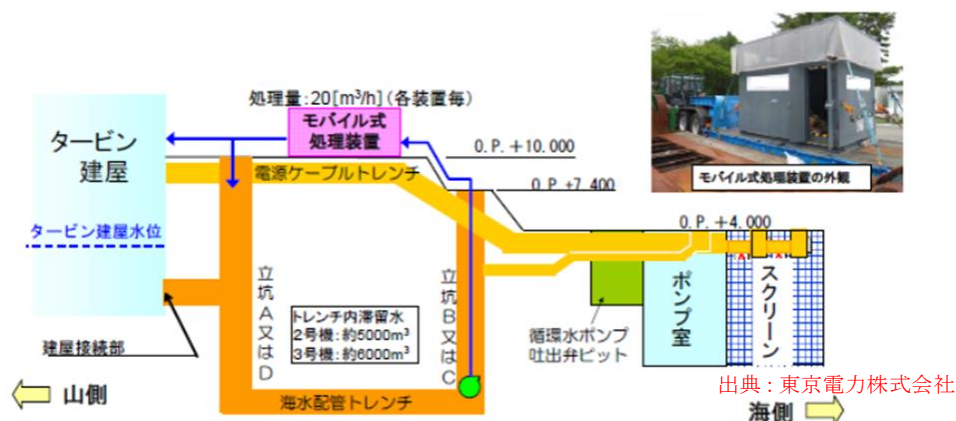 処理量:20[m³/h](各装置毎)
モバイル式
処理装置
タービン
建屋
電源ケーブルトレンチ
O.P.+10.000
O.P.+7.400
O.P.+4.000
モバイル式処理装置の外観
タービン建屋水位
立坑A又はD
トレンチ内滞留水
2号機:約5000m³
3号機:約6000m³
立坑B又はC
循環水ポンプ
吐出弁ピット
ポンプ室
スクリーン
建屋接続部
山側
海水配管トレンチ
出典:東京電力株式会社
海側